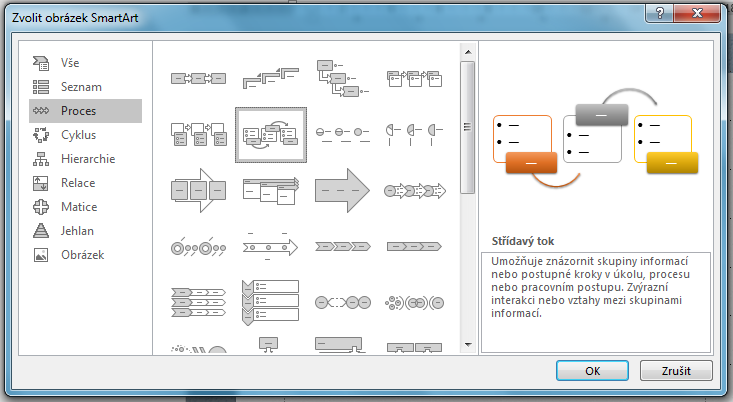 Zvolit obrázek SmartArt
Vše
Seznam
Proces
Cyklus
Hierarchie
Relace
Matice
Jehlan
Obrázek
Střídavý tok
Umožňuje znázornit skupiny informací
nebo postupné kroky v úkolu, procesu
nebo pracovním postupu. Zvýrazní
interakci nebo vztahy mezi skupinami
informací.
OK
Zrušit